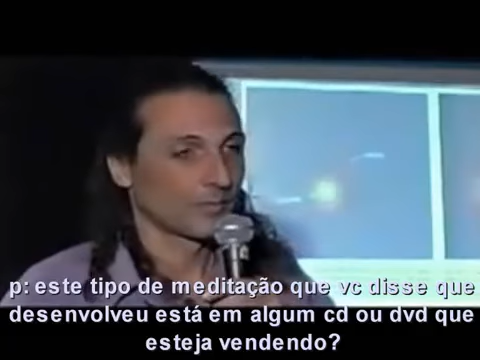 p: este tipo de meditação que vc disse que
desenvolveu está em algum cd ou dvd que
esteja vendendo?